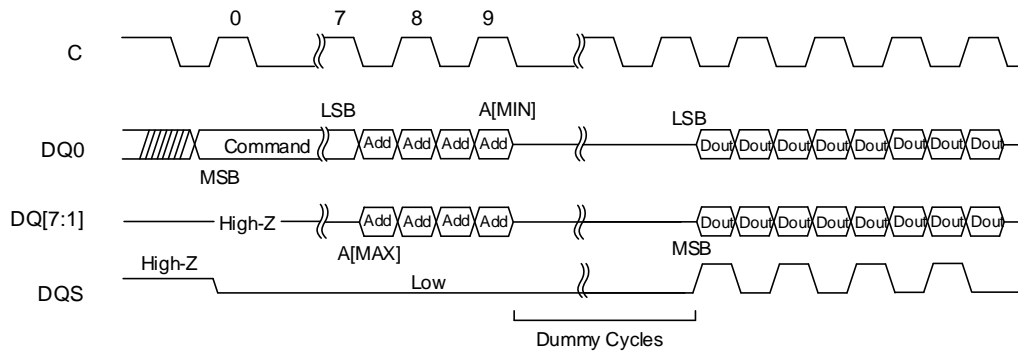 0 7 8 9
C
LSB A[MIN] LSB
DQ0 Command Add Add Add Add Dout Dout Dout Dout Dout Dout Dout Dout
MSB
DQ[7:1] High-Z Add Add Add Add Dout Dout Dout Dout Dout Dout Dout Dout
A[MAX] MSB
High-Z
DQS Low
Dummy Cycles